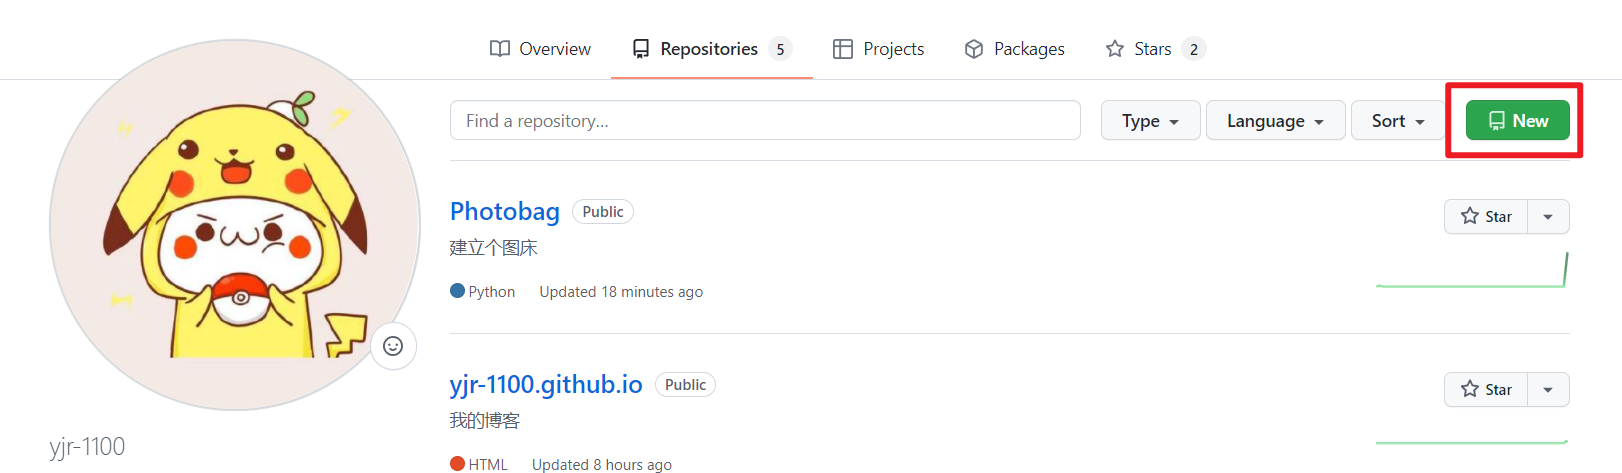 Overview Repositories 5 Projects Packages Stars 2
Find a repository... Type Language Sort New
Photobag Public Star
建立个图床
Python Updated 18 minutes ago
yjr-1100.github.io Public Star
我的博客
yjr-1100
HTML Updated 8 hours ago